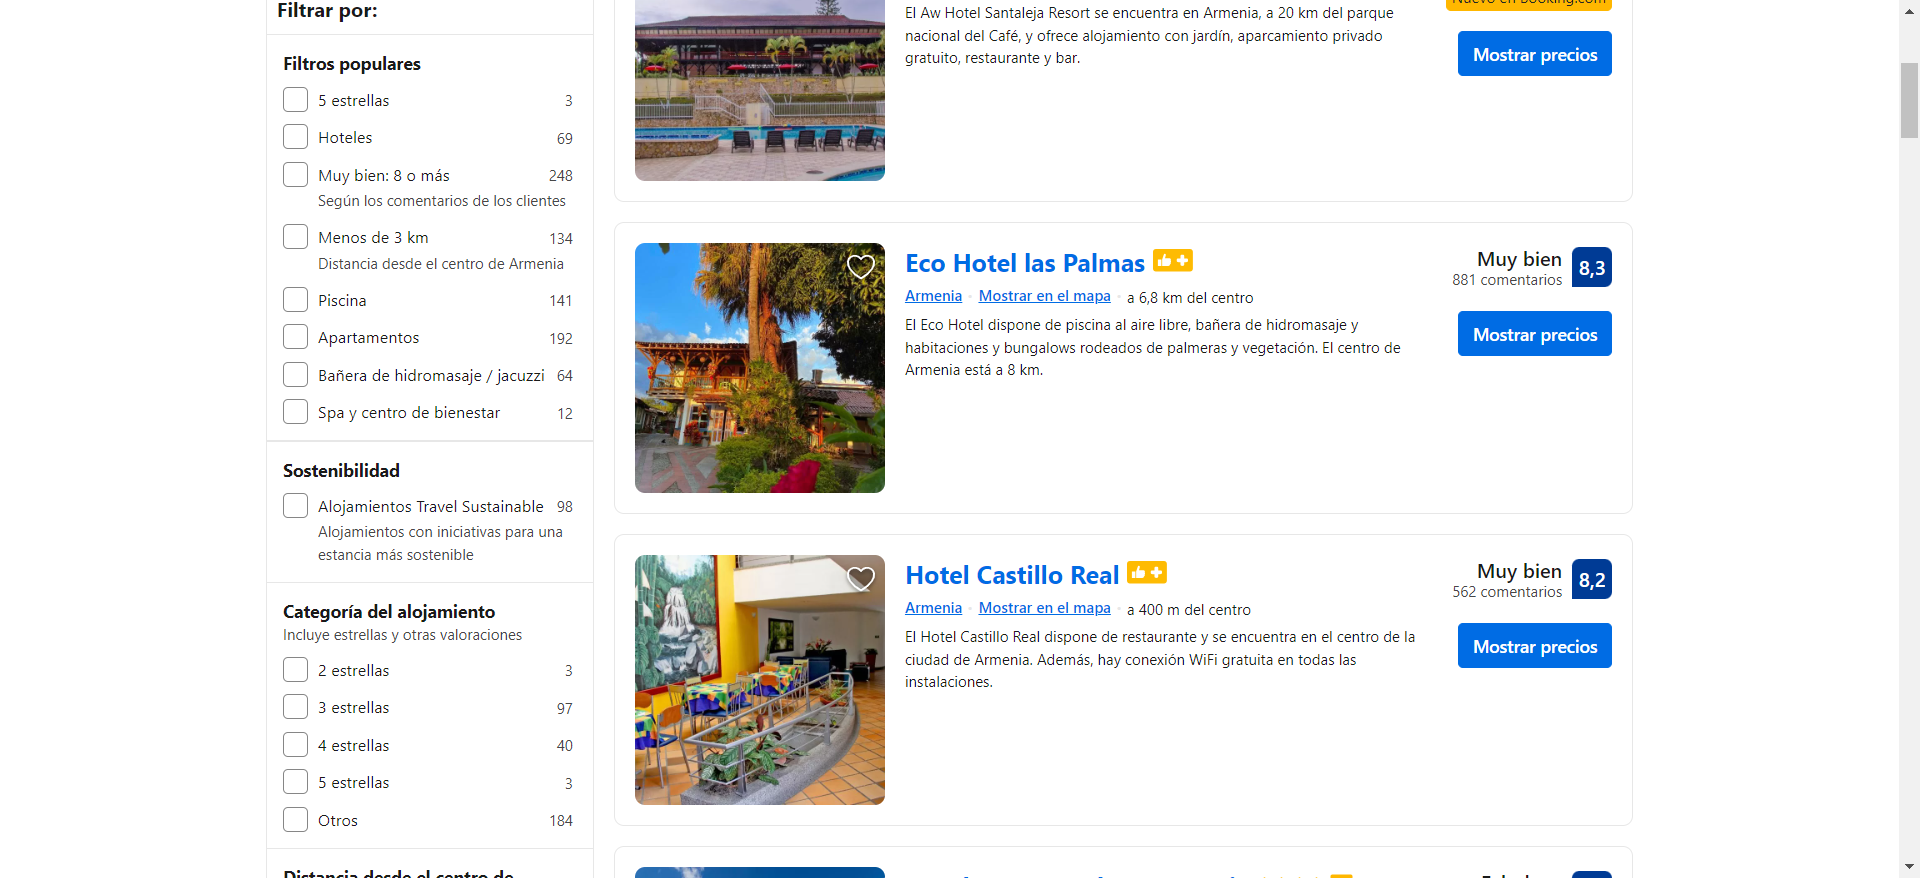 Filtrar por:
Filtros populares
5 estrellas 3
Hoteles 69
Muy bien: 8 o más 248
Según los comentarios de los clientes
Menos de 3 km 134
Distancia desde el centro de Armenia
Piscina 141
Apartamentos 192
Bañera de hidromasaje / jacuzzi 64
Spa y centro de bienestar 12
Sostenibilidad
Alojamientos Travel Sustainable 98
Alojamientos con iniciativas para una
estancia más sostenible
Categoría del alojamiento
Incluye estrellas y otras valoraciones
2 estrellas 3
3 estrellas 97
4 estrellas 40
5 estrellas 3
Otros 184
Distancia desde el centro de
El Aw Hotel Santaleja Resort se encuentra en Armenia, a 20 km del parque
nacional del Café, y ofrece alojamiento con jardín, aparcamiento privado
gratuito, restaurante y bar.
Nuevo en Booking.com
Mostrar precios
Eco Hotel las Palmas
Armenia · Mostrar en el mapa · a 6,8 km del centro
El Eco Hotel dispone de piscina al aire libre, bañera de hidromasaje y
habitaciones y bungalows rodeados de palmeras y vegetación. El centro de
Armenia está a 8 km.
Muy bien 8,3
881 comentarios
Mostrar precios
Hotel Castillo Real
Armenia · Mostrar en el mapa · a 400 m del centro
El Hotel Castillo Real dispone de restaurante y se encuentra en el centro de la
ciudad de Armenia. Además, hay conexión WiFi gratuita en todas las
instalaciones.
Muy bien 8,2
562 comentarios
Mostrar precios